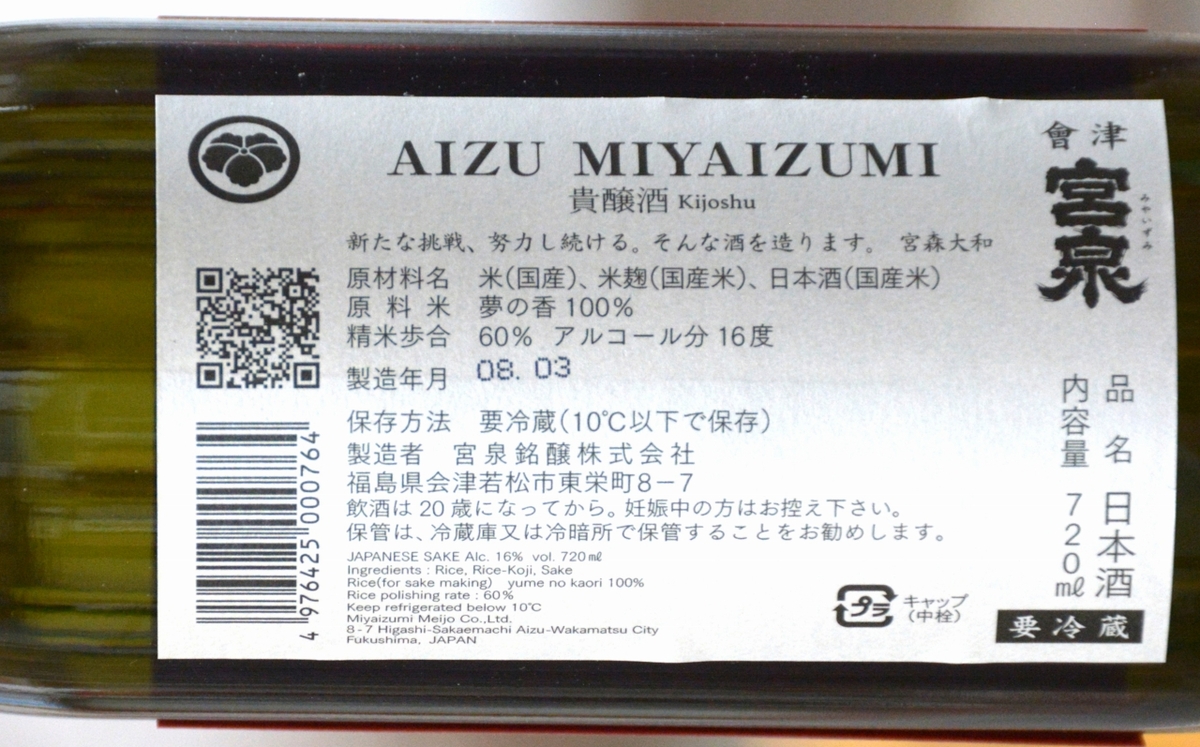 AIZU MIYAIZUMI
貴醸酒 Kijoshu
新たな挑戦、努力し続ける。そんな酒を造ります。 宮森大和
原材料名 米(国産)、米麹(国産米)、日本酒(国産米)
原料米 夢の香100%
精米歩合 60% アルコール分16度
製造年月 08. 03
保存方法 要冷蔵(10℃以下で保存)
製造者 宮泉銘醸株式会社
福島県会津若松市東栄町8−7
飲酒は20歳になってから。妊娠中の方はお控え下さい。
保管は、冷蔵庫又は冷暗所で保管することをお勧めします。
JAPANESE SAKE Alc. 16% vol. 720㎖
Ingredients : Rice, Rice-Koji, Sake
Rice(for sake making) yume no kaori 100%
Rice polishing rate : 60%
Keep refrigerated below 10℃
Miyaizumi Meijo Co.,Ltd.
8-7 Higashi-Sakaemachi Aizu-Wakamatsu City
Fukushima, JAPAN
4 976425 000764
プラ
キャップ
(中栓)
會津
宮泉
みやいずみ
品名 日本酒
内容量 720㎖
要冷蔵